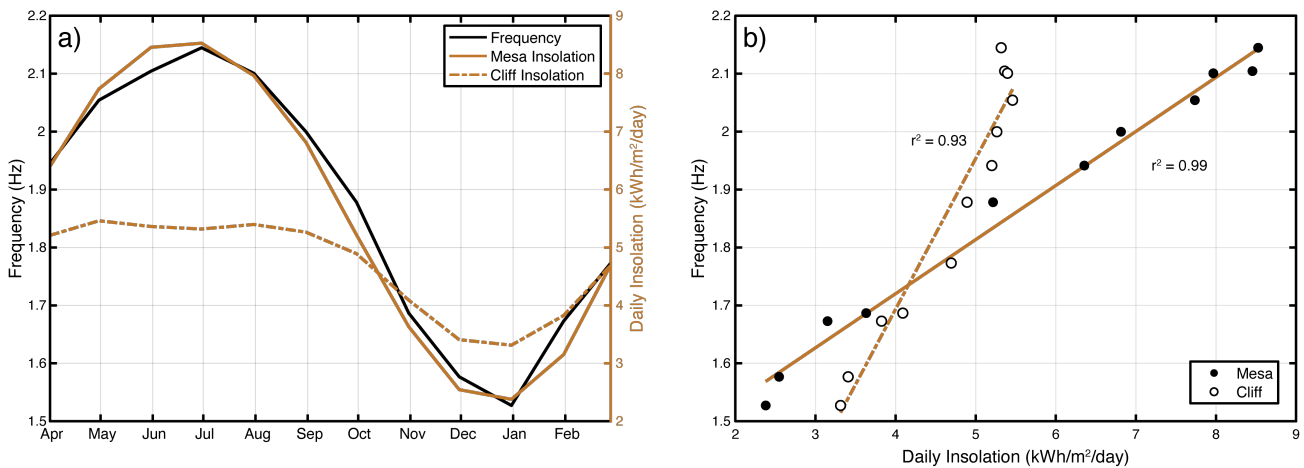 a)
2.2
2.1
2
1.9
1.8
1.7
1.6
1.5
Frequency (Hz)
Apr May Jun Jul Aug Sep Oct Nov Dec Jan Feb
9
8
7
6
5
4
3
2
Daily Insolation (kWh/m²/day)
Frequency
Mesa Insolation
Cliff Insolation
b)
2.2
2.1
2
1.9
1.8
1.7
1.6
1.5
Frequency (Hz)
r² = 0.93
r² = 0.99
Mesa
Cliff
2 3 4 5 6 7 8 9
Daily Insolation (kWh/m²/day)